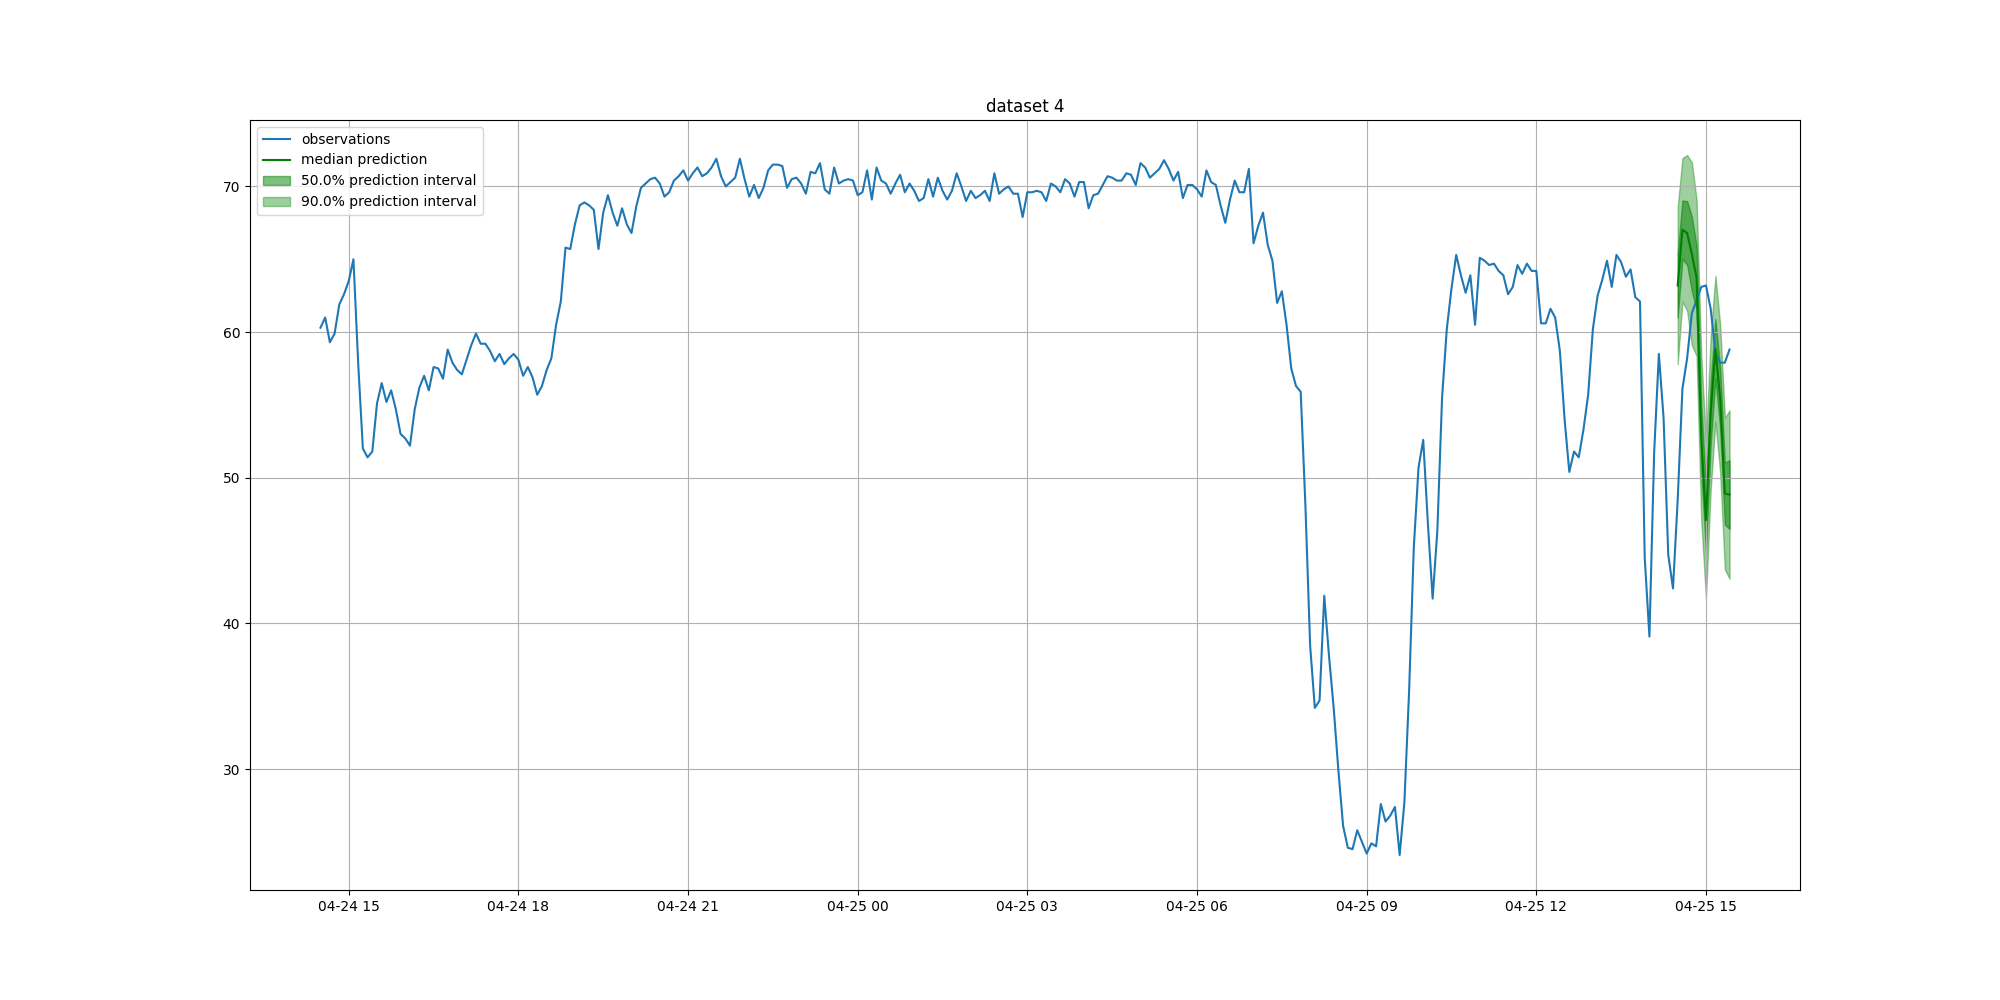 dataset 4
observations
median prediction
50.0% prediction interval
90.0% prediction interval
70
60
50
40
30
04-24 15
04-24 18
04-24 21
04-25 00
04-25 03
04-25 06
04-25 09
04-25 12
04-25 15